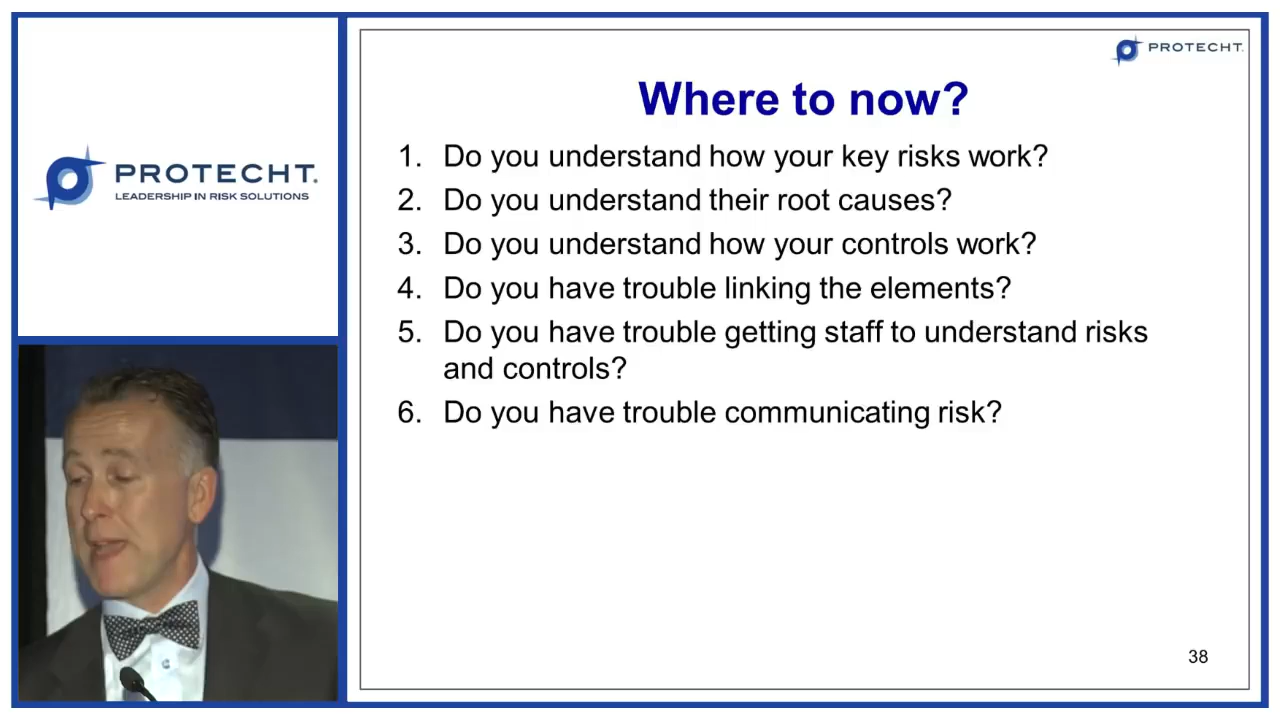 PROTECHT.
LEADERSHIP IN RISK SOLUTIONS
PROTECHT.
Where to now?
1. Do you understand how your key risks work?
2. Do you understand their root causes?
3. Do you understand how your controls work?
4. Do you have trouble linking the elements?
5. Do you have trouble getting staff to understand risks
and controls?
6. Do you have trouble communicating risk?
38